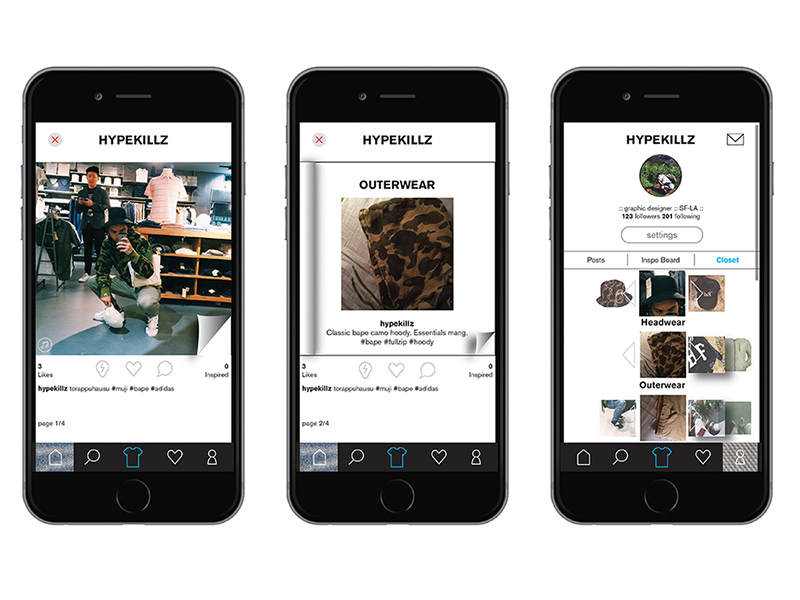 HYPEKILLZ
3
Likes
0
Inspired
hypekillz torappuhausu #muji #bape #adidas
page 1/4
HYPEKILLZ
OUTERWEAR
hypekillz
Classic bape camo hoody. Essentials mang.
#bape #fullzip #hoody
3
Likes
0
Inspired
hypekillz torappuhausu #muji #bape #adidas
page 2/4
HYPEKILLZ
:: graphic designer :: SF-LA ::
123 followers 201 following
settings
Posts
Inspo Board
Closet
Headwear
Outerwear